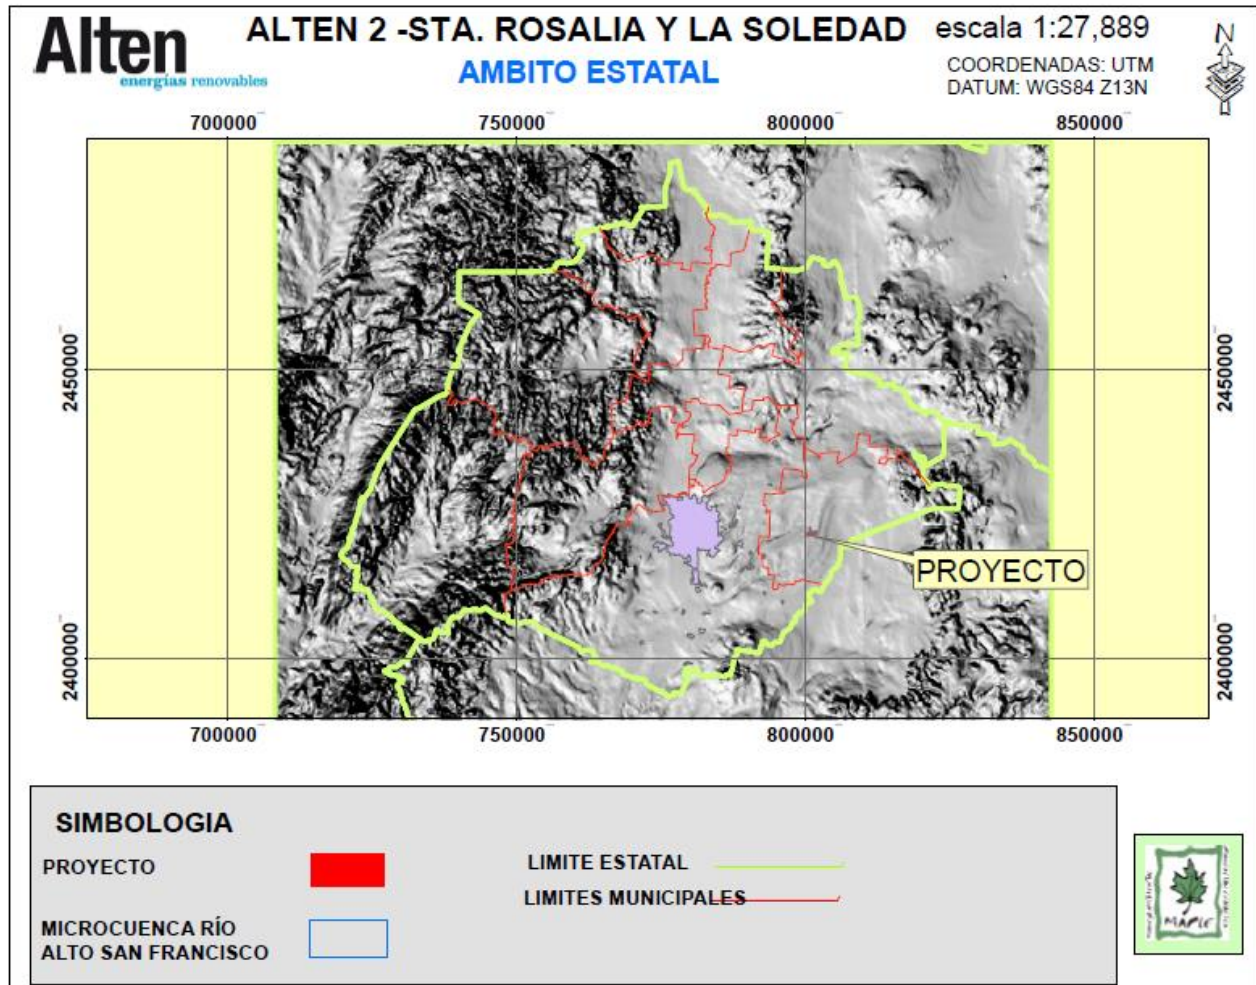 Alten
energías renovables
ALTEN 2 -STA. ROSALIA Y LA SOLEDAD
AMBITO ESTATAL
escala 1:27,889
COORDENADAS: UTM
DATUM: WGS84 Z13N
N
700000 750000 800000 850000
2450000 2450000
PROYECTO
2400000 2400000
700000 750000 800000 850000
SIMBOLOGIA
PROYECTO
LIMITE ESTATAL
LIMITES MUNICIPALES
MICROCUENCA RÍO
ALTO SAN FRANCISCO
MAPLE